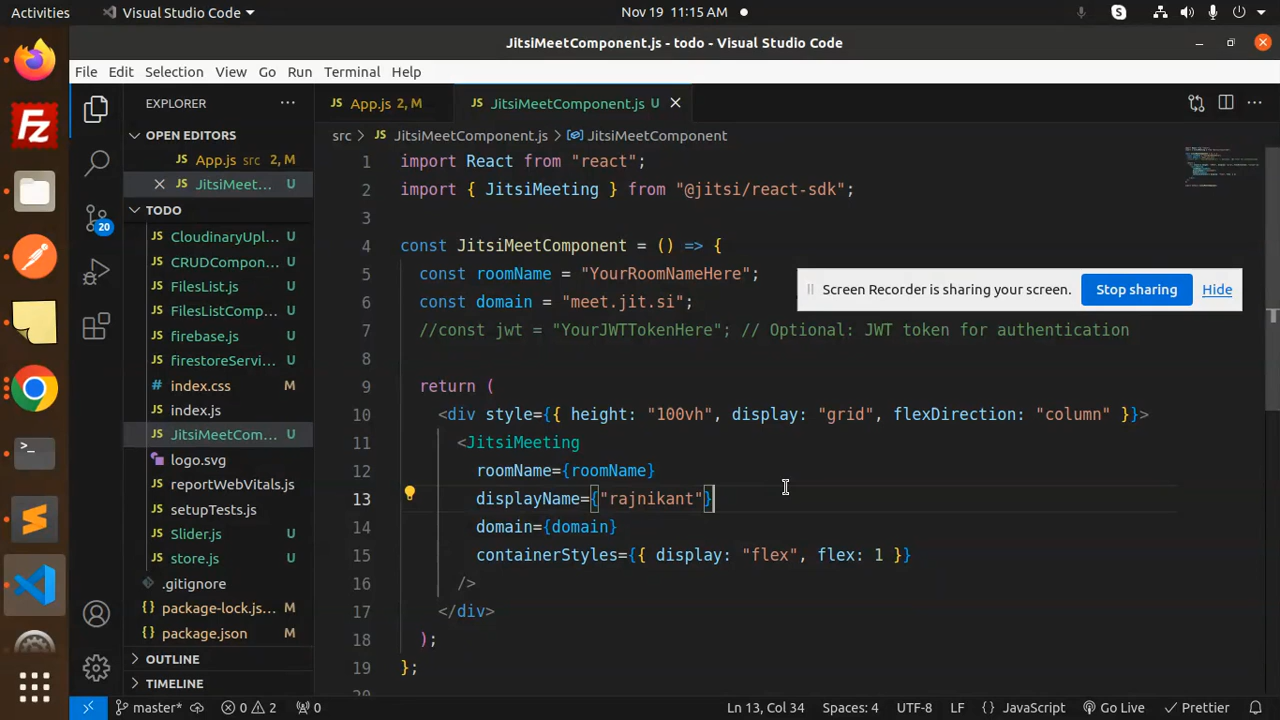 Activities
Visual Studio Code
Nov 19 11:15 AM
JitsiMeetComponent.js - todo - Visual Studio Code
File Edit Selection View Go Run Terminal Help
EXPLORER
OPEN EDITORS
JS App.js src 2, M
JS JitsiMeet... U
TODO
JS CloudinaryUpl... U
JS CRUDCompon... U
JS FilesList.js U
JS FilesListComp... U
JS firebase.js U
JS firestoreServi... U
# index.css M
JS index.js
JS JitsiMeetCom... U
logo.svg
JS reportWebVitals.js
JS setupTests.js
JS Slider.js U
JS store.js U
.gitignore
{} package-lock.js... M
{} package.json M
OUTLINE
TIMELINE
JS App.js 2, M
JS JitsiMeetComponent.js U
src > JS JitsiMeetComponent.js > JitsiMeetComponent
1 import React from "react";
2 import { JitsiMeeting } from "@jitsi/react-sdk";
3
4 const JitsiMeetComponent = () => {
5 const roomName = "YourRoomNameHere";
6 const domain = "meet.jit.si";
7 //const jwt = "YourJWTTokenHere"; // Optional: JWT token for authentication
8
9 return (
10 <div style={{ height: "100vh", display: "grid", flexDirection: "column" }}>
11 <JitsiMeeting
12 roomName={roomName}
13 displayName={"rajnikant"}
14 domain={domain}
15 containerStyles={{ display: "flex", flex: 1 }}
16 />
17 </div>
18 );
19 };
20
Screen Recorder is sharing your screen. Stop sharing Hide
Fz
S
20
master* 0 2 0
Ln 13, Col 34 Spaces: 4 UTF-8 LF {} JavaScript Go Live Prettier